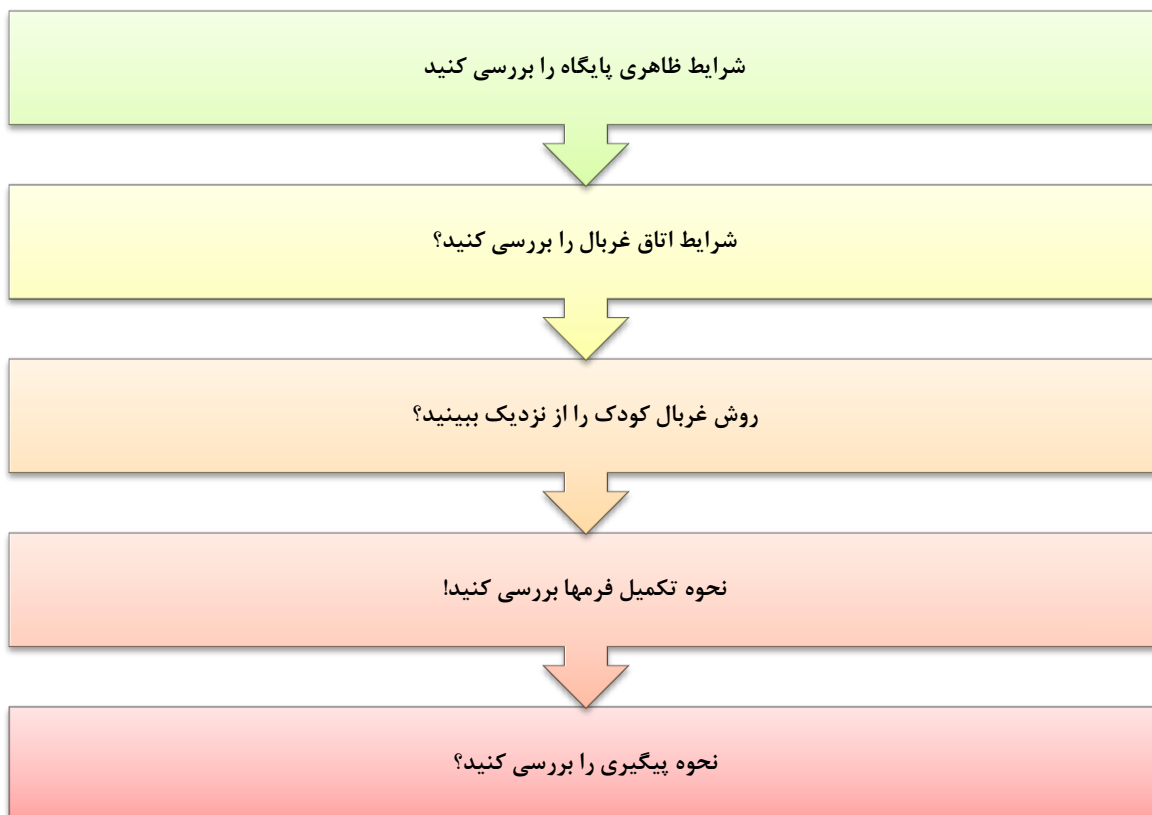 شرایط ظاهری پایگاه را بررسی کنید
شرایط اتاق غربال را بررسی کنید؟
روش غربال کودک را از نزدیک ببینید؟
نحوه تکمیل فرمها بررسی کنید!
نحوه پیگیری را بررسی کنید؟